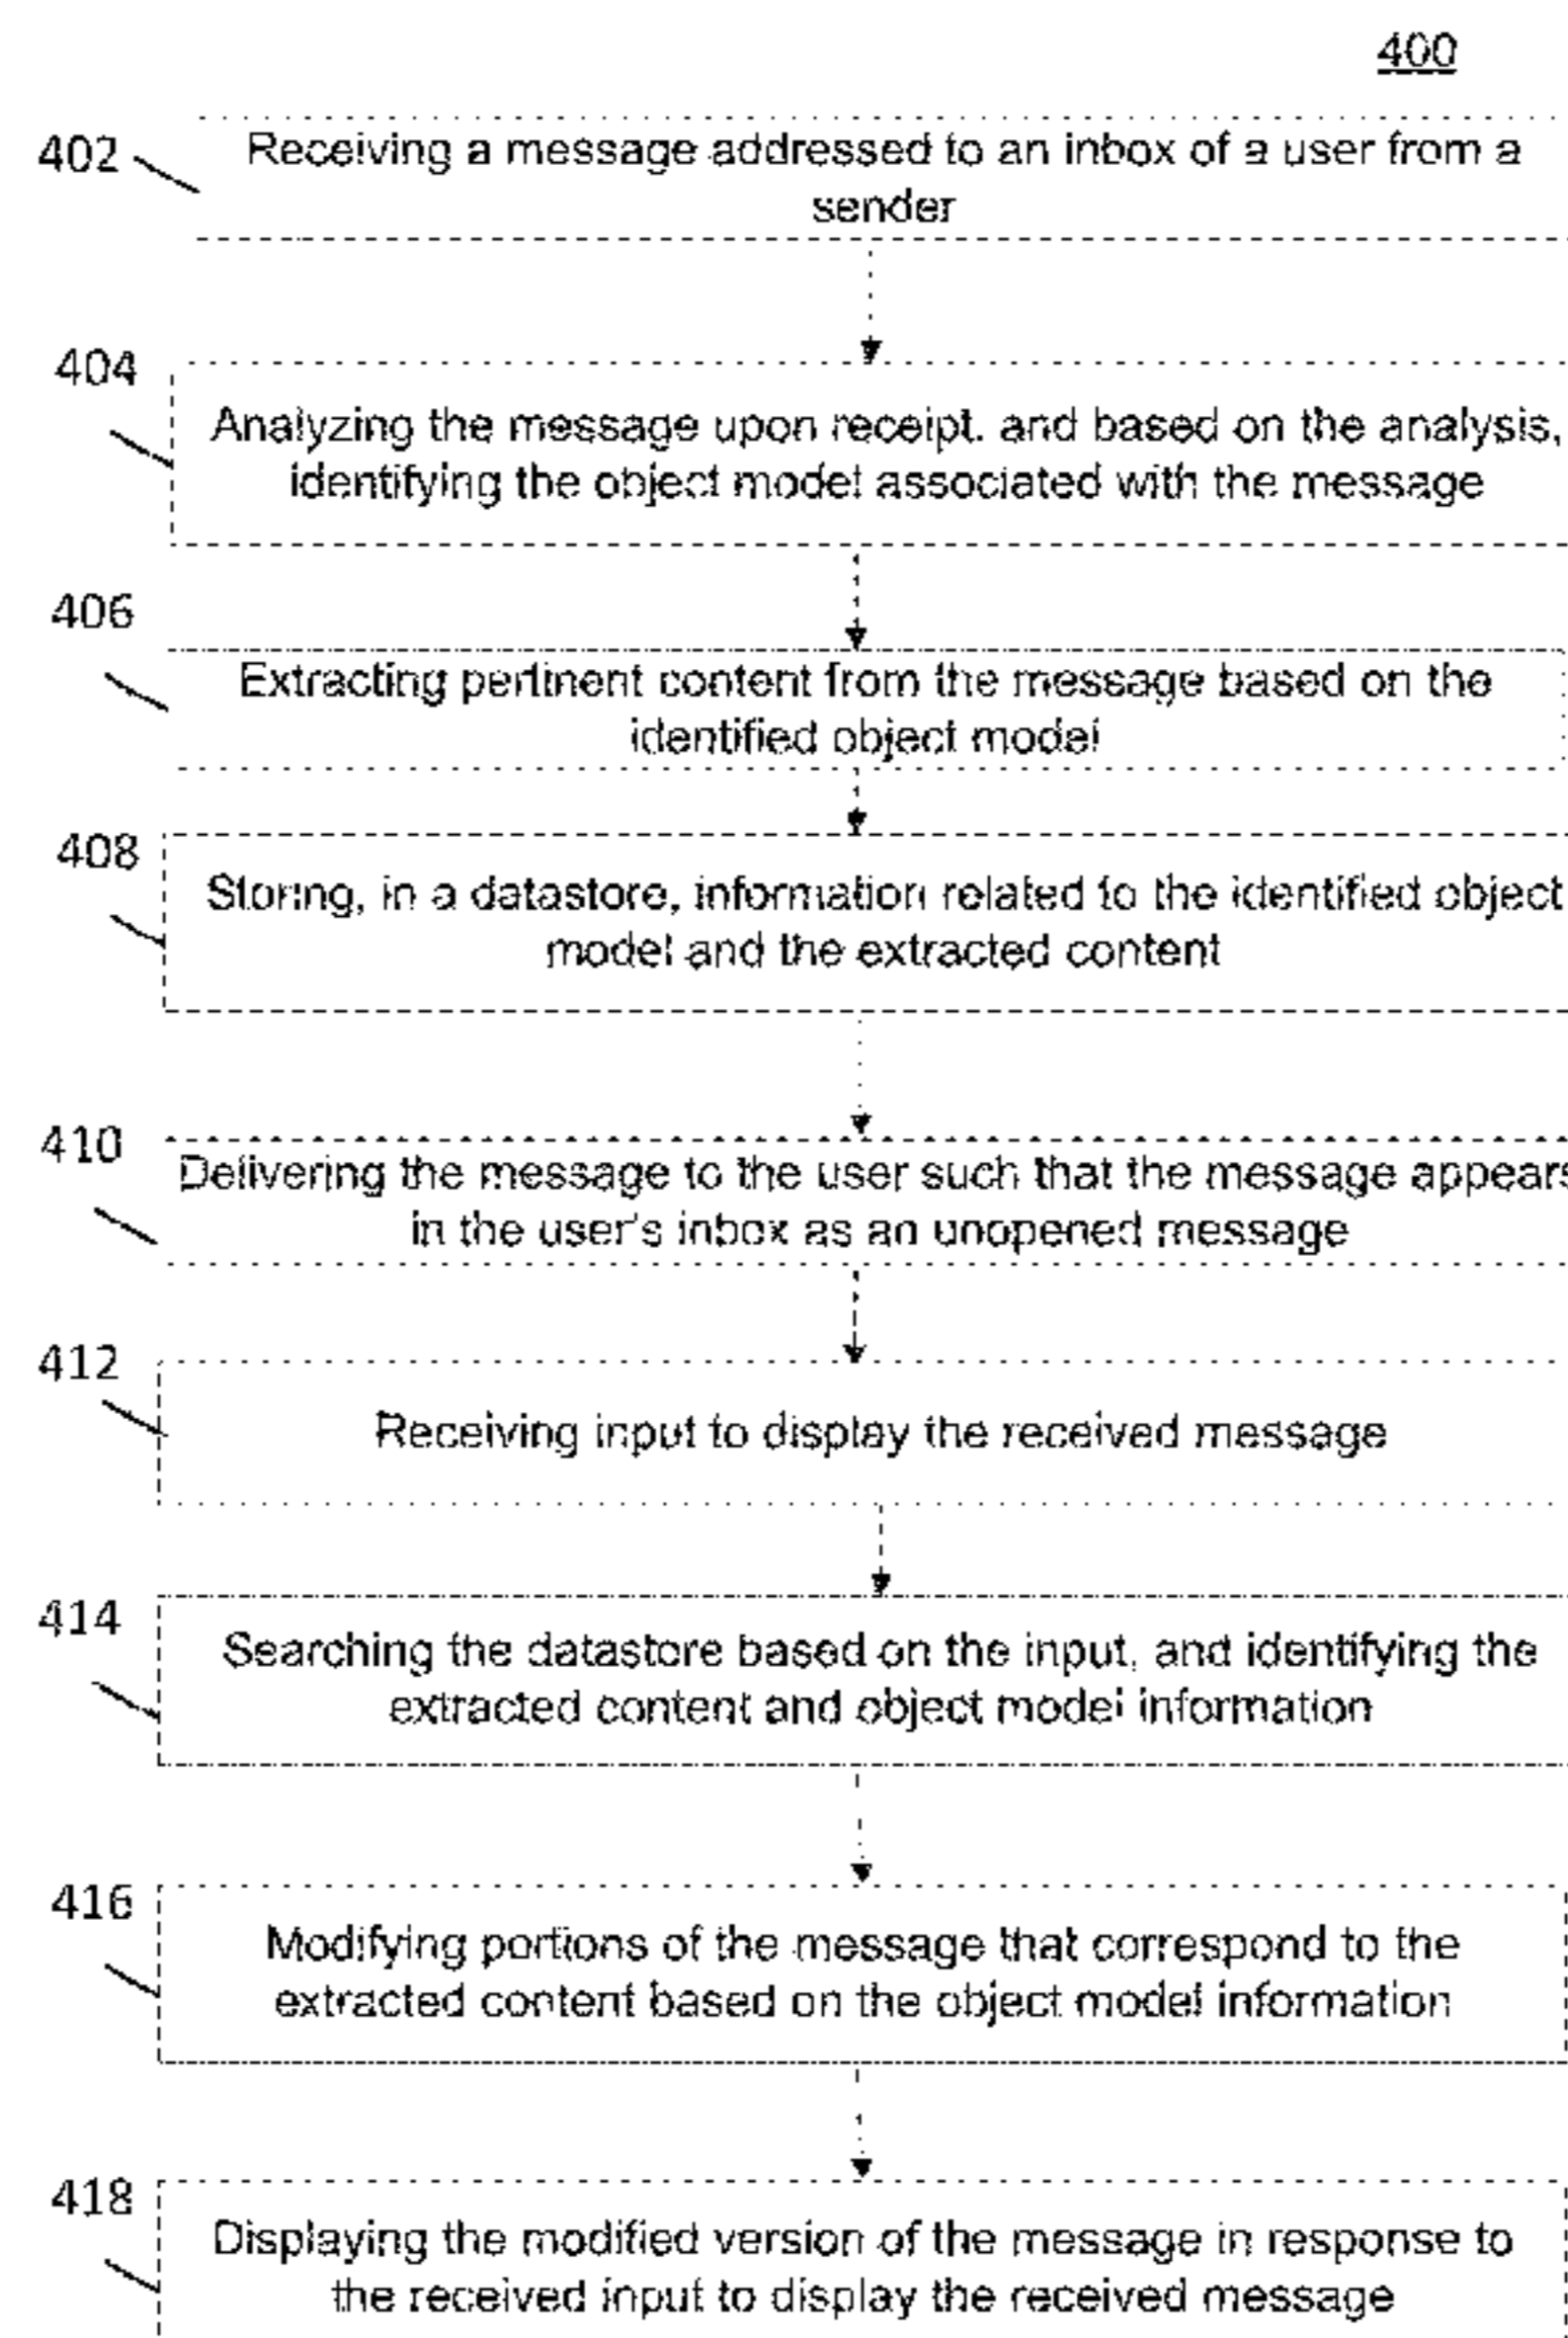 400
402
Receiving a message addressed to an inbox of a user from a
sender
404
Analyzing the message upon receipt. and based on the analysis,
identifying the object model associated with the message
406
Extracting pertinent content from the message based on the
identified object model
408
Storing, in a datastore, information related to the identified object
model and the extracted content
410
Delivering the message to the user such that the message appears
in the user's inbox as an unopened message
412
Receiving input to display the received message
414
Searching the datastore based on the input, and identifying the
extracted content and object model information
416
Modifying portions of the message that correspond to the
extracted content based on the object model information
418
Displaying the modified version of the message in response to
the received input to display the received message